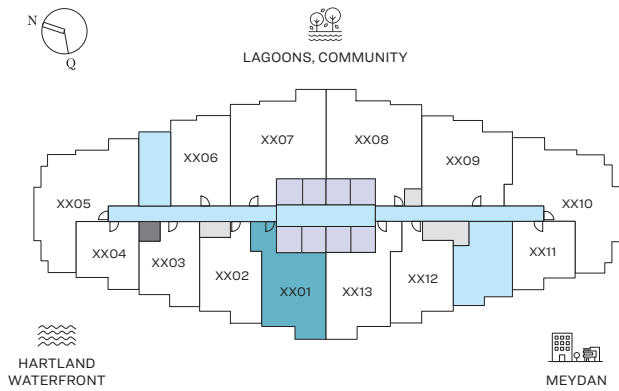 N
Q
LAGOONS, COMMUNITY
XX07
XX08
XX06
XX09
XX05
XX10
XX04
XX03
XX02
XX01
XX13
XX12
XX11
HARTLAND
WATERFRONT
MEYDAN